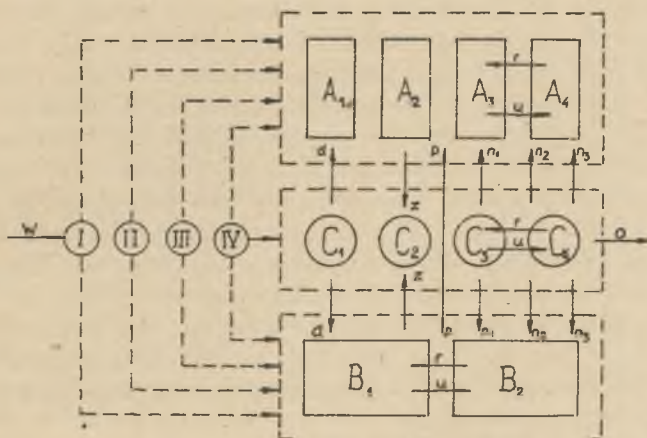 r
A₁ A₂ A₃ A₄
u
d p n₁ n₂ n₃
z
W I II III IV C₁ C₂ C₃ r C₄ O
u
z
d p n₁ n₂ n₃
r
B₁ B₂
u